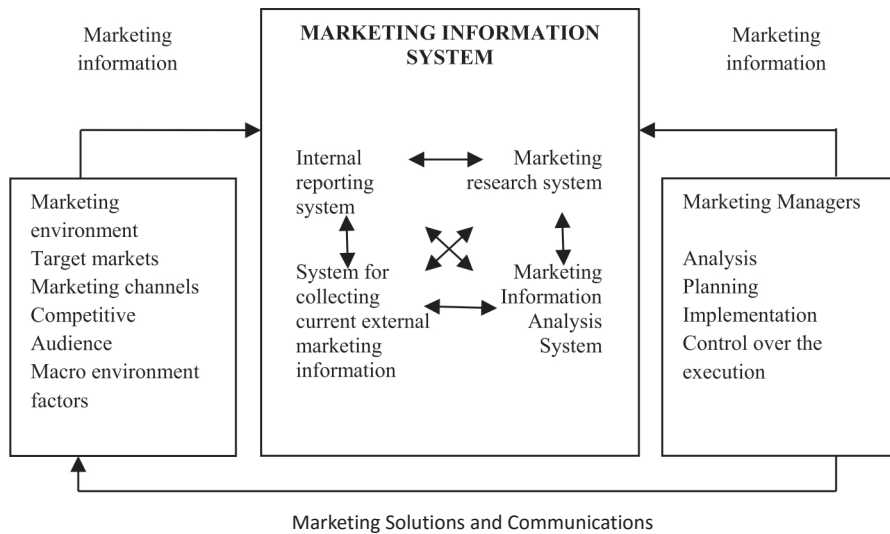 Marketing
information
MARKETING INFORMATION
SYSTEM
Marketing
information
Internal
reporting
system
Marketing
research system
System for
collecting
current external
marketing
information
Marketing
Information
Analysis
System
Marketing
environment
Target markets
Marketing channels
Competitive
Audience
Macro environment
factors
Marketing Managers
Analysis
Planning
Implementation
Control over the
execution
Marketing Solutions and Communications